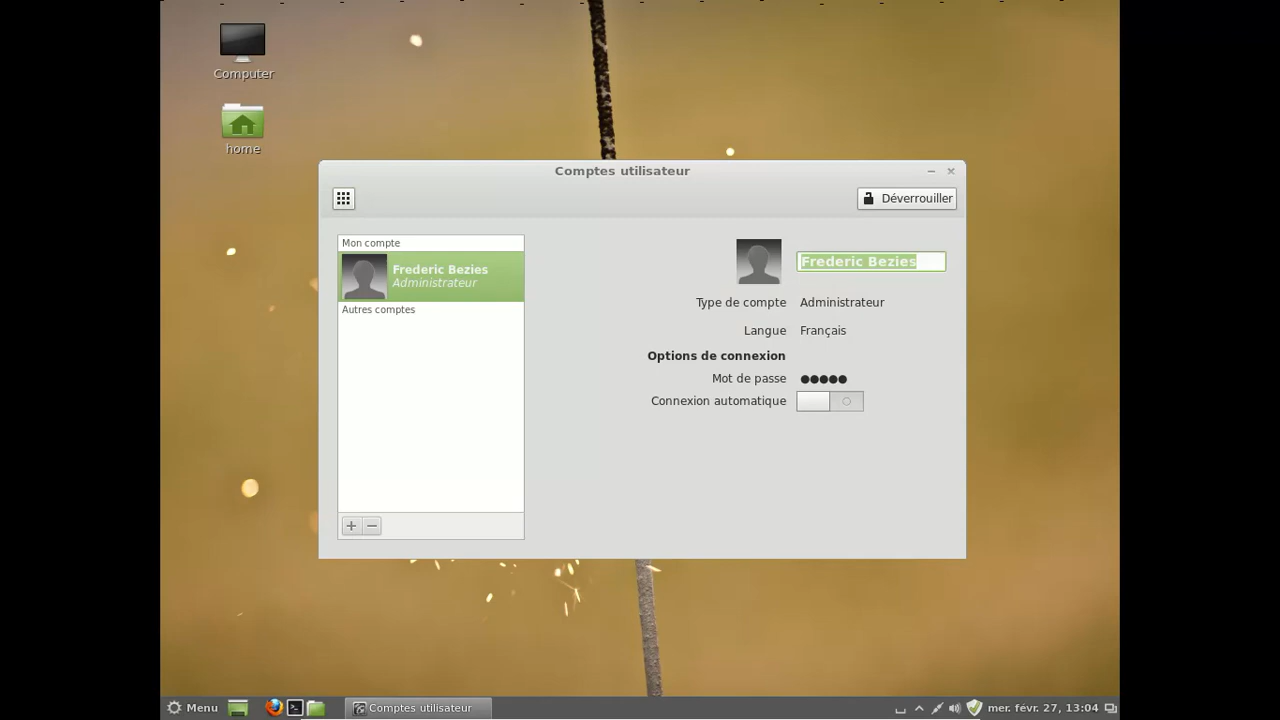 Computer
home
Comptes utilisateur
Déverrouiller
Mon compte
Frederic Bezies
Administrateur
Autres comptes
Frederic Bezies
Type de compte Administrateur
Langue Français
Options de connexion
Mot de passe ●●●●●
Connexion automatique
Menu
Comptes utilisateur
mer. févr. 27, 13:04